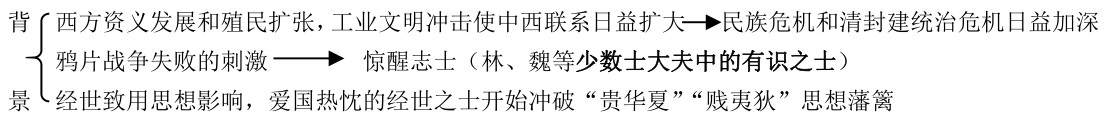 背 西方资义发展和殖民扩张，工业文明冲击使中西联系日益扩大→民族危机和清封建统治危机日益加深
鸦片战争失败的刺激→惊醒志士（林、魏等少数士大夫中的有识之士）
景 经世致用思想影响，爱国热忱的经世之士开始冲破“贵华夏”“贱夷狄”思想藩篱